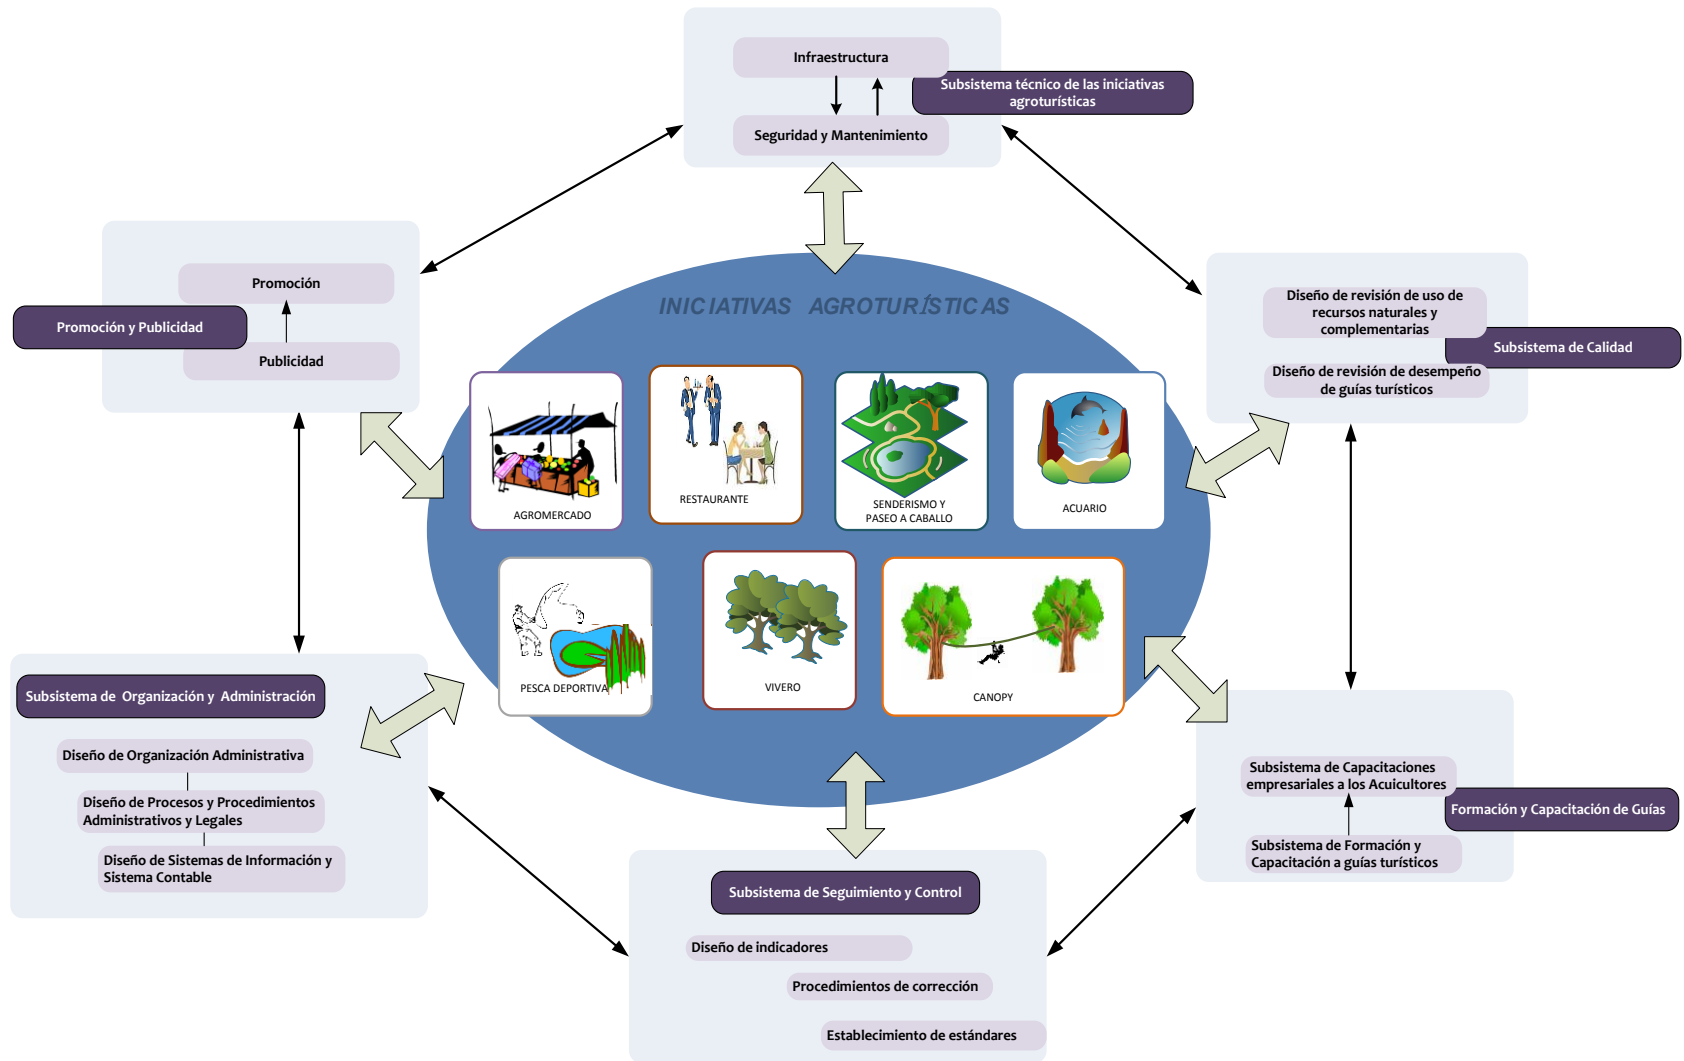 Infraestructura
Subsistema técnico de las iniciativas
agroturísticas
Seguridad y Mantenimiento
Promoción
Promoción y Publicidad
Publicidad
INICIATIVAS AGROTURÍSTICAS
Diseño de revisión de uso de
recursos naturales y
complementarias
Subsistema de Calidad
Diseño de revisión de desempeño
de guías turísticos
AGROMERCADO
RESTAURANTE
SENDERISMO Y
PASEO A CABALLO
ACUARIO
PESCA DEPORTIVA
VIVERO
CANOPY
Subsistema de Organización y Administración
Diseño de Organización Administrativa
Diseño de Procesos y Procedimientos
Administrativos y Legales
Diseño de Sistemas de Información y
Sistema Contable
Subsistema de Capacitaciones
empresariales a los Acuicultores
Formación y Capacitación de Guías
Subsistema de Formación y
Capacitación a guías turísticos
Subsistema de Seguimiento y Control
Diseño de indicadores
Procedimientos de corrección
Establecimiento de estándares